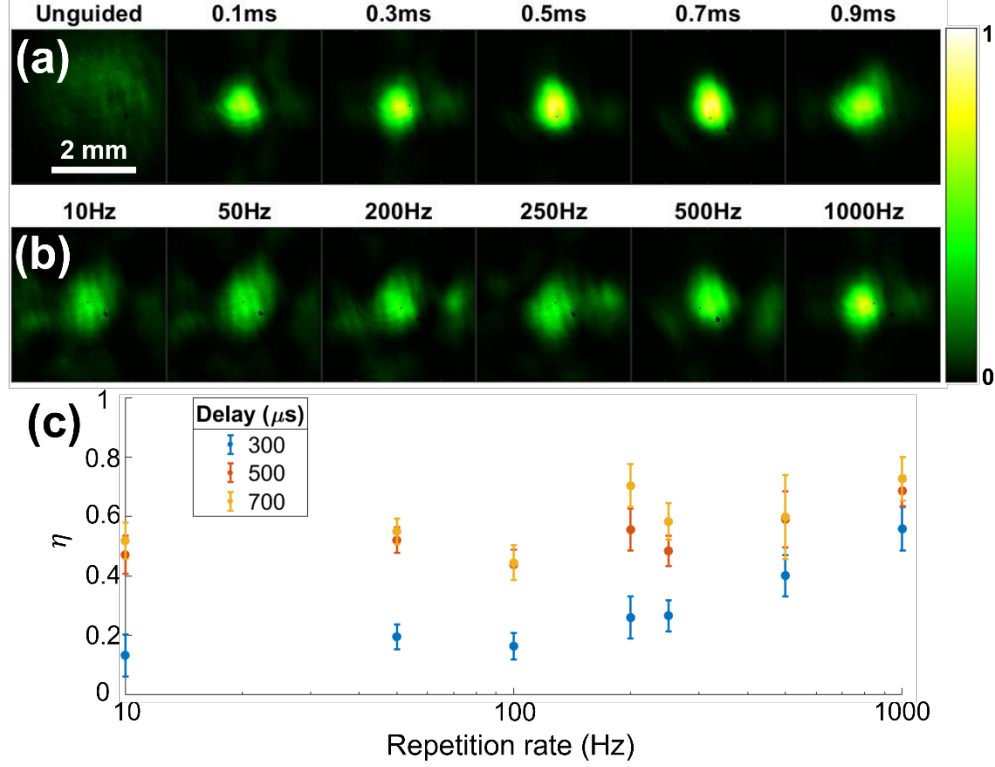 Unguided 0.1ms 0.3ms 0.5ms 0.7ms 0.9ms
(a)
1
2 mm
10Hz 50Hz 200Hz 250Hz 500Hz 1000Hz
(b)
0
(c)
1
Delay (μs)
300
500
700
0.8
0.6
η
0.4
0.2
0
10 100 1000
Repetition rate (Hz)